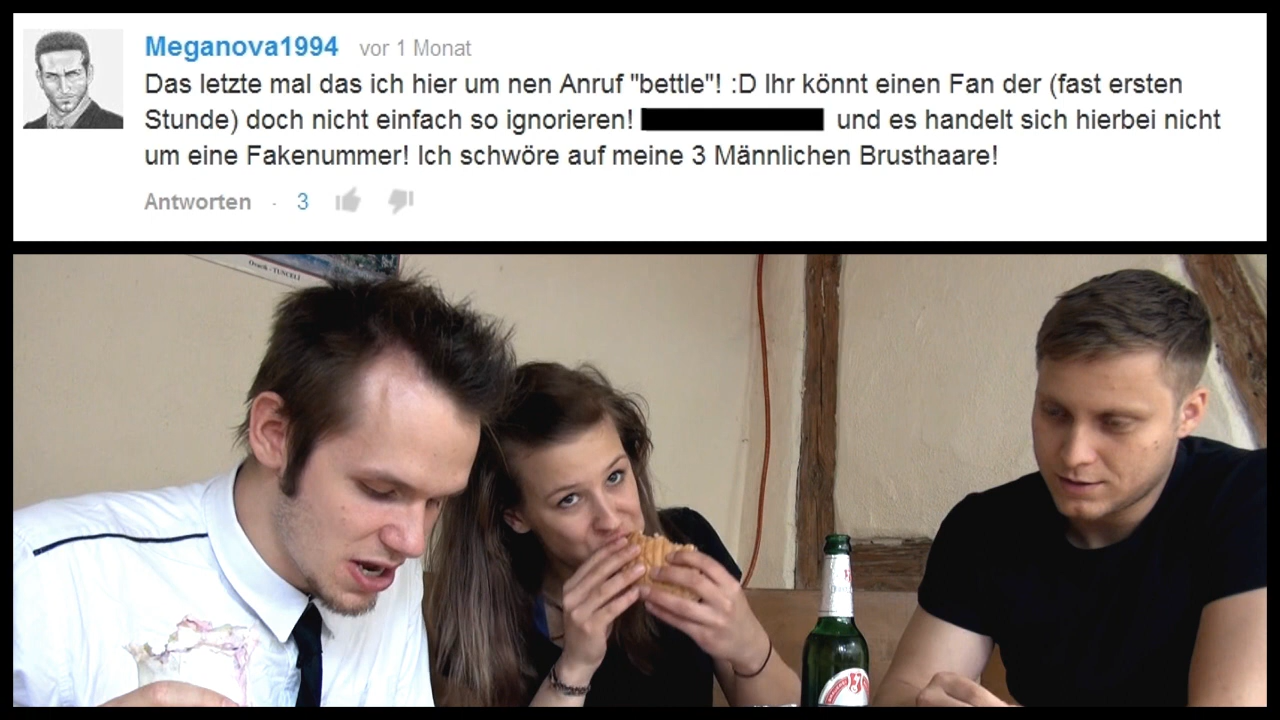 Meganova1994 vor 1 Monat
Das letzte mal das ich hier um nen Anruf "bettle"! :D Ihr könnt einen Fan der (fast ersten
Stunde) doch nicht einfach so ignorieren! und es handelt sich hierbei nicht
um eine Fakenummer! Ich schwöre auf meine 3 Männlichen Brusthaare!
Antworten · 3
Ovacık - TUNCELİ